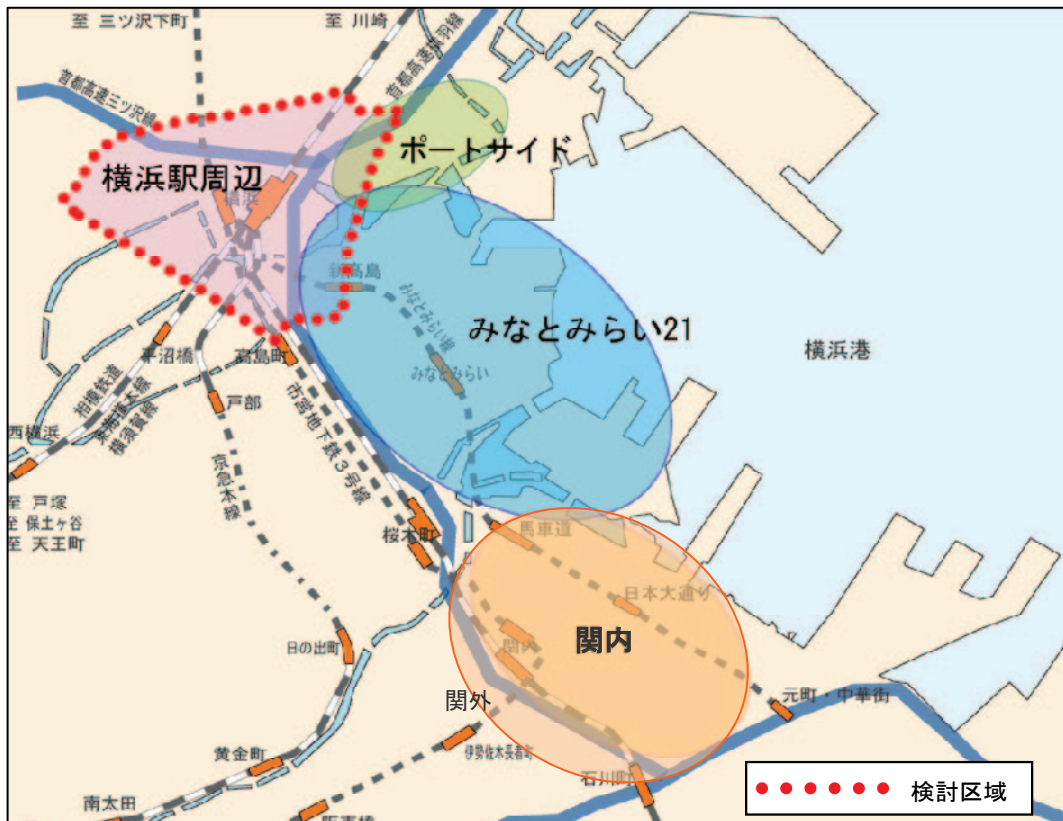 至 三ツ沢下町
至 川崎
首都高速三ツ沢線
首都高速横羽線
ポートサイド
横浜駅周辺
横浜
新高島
みなとみらい線
みなとみらい21
みなとみらい
横浜港
平沼橋
高島町
相模鉄道
東海道本線
横須賀線
戸部
西横浜
市営地下鉄3号線
京急本線
至 戸塚
至 保土ヶ谷
至 天王町
桜木町
馬車道
日本大通り
関内
関内
日の出町
関外
元町・中華街
伊勢佐木長者町
黄金町
石川町
南太田
阪東橋
検討区域